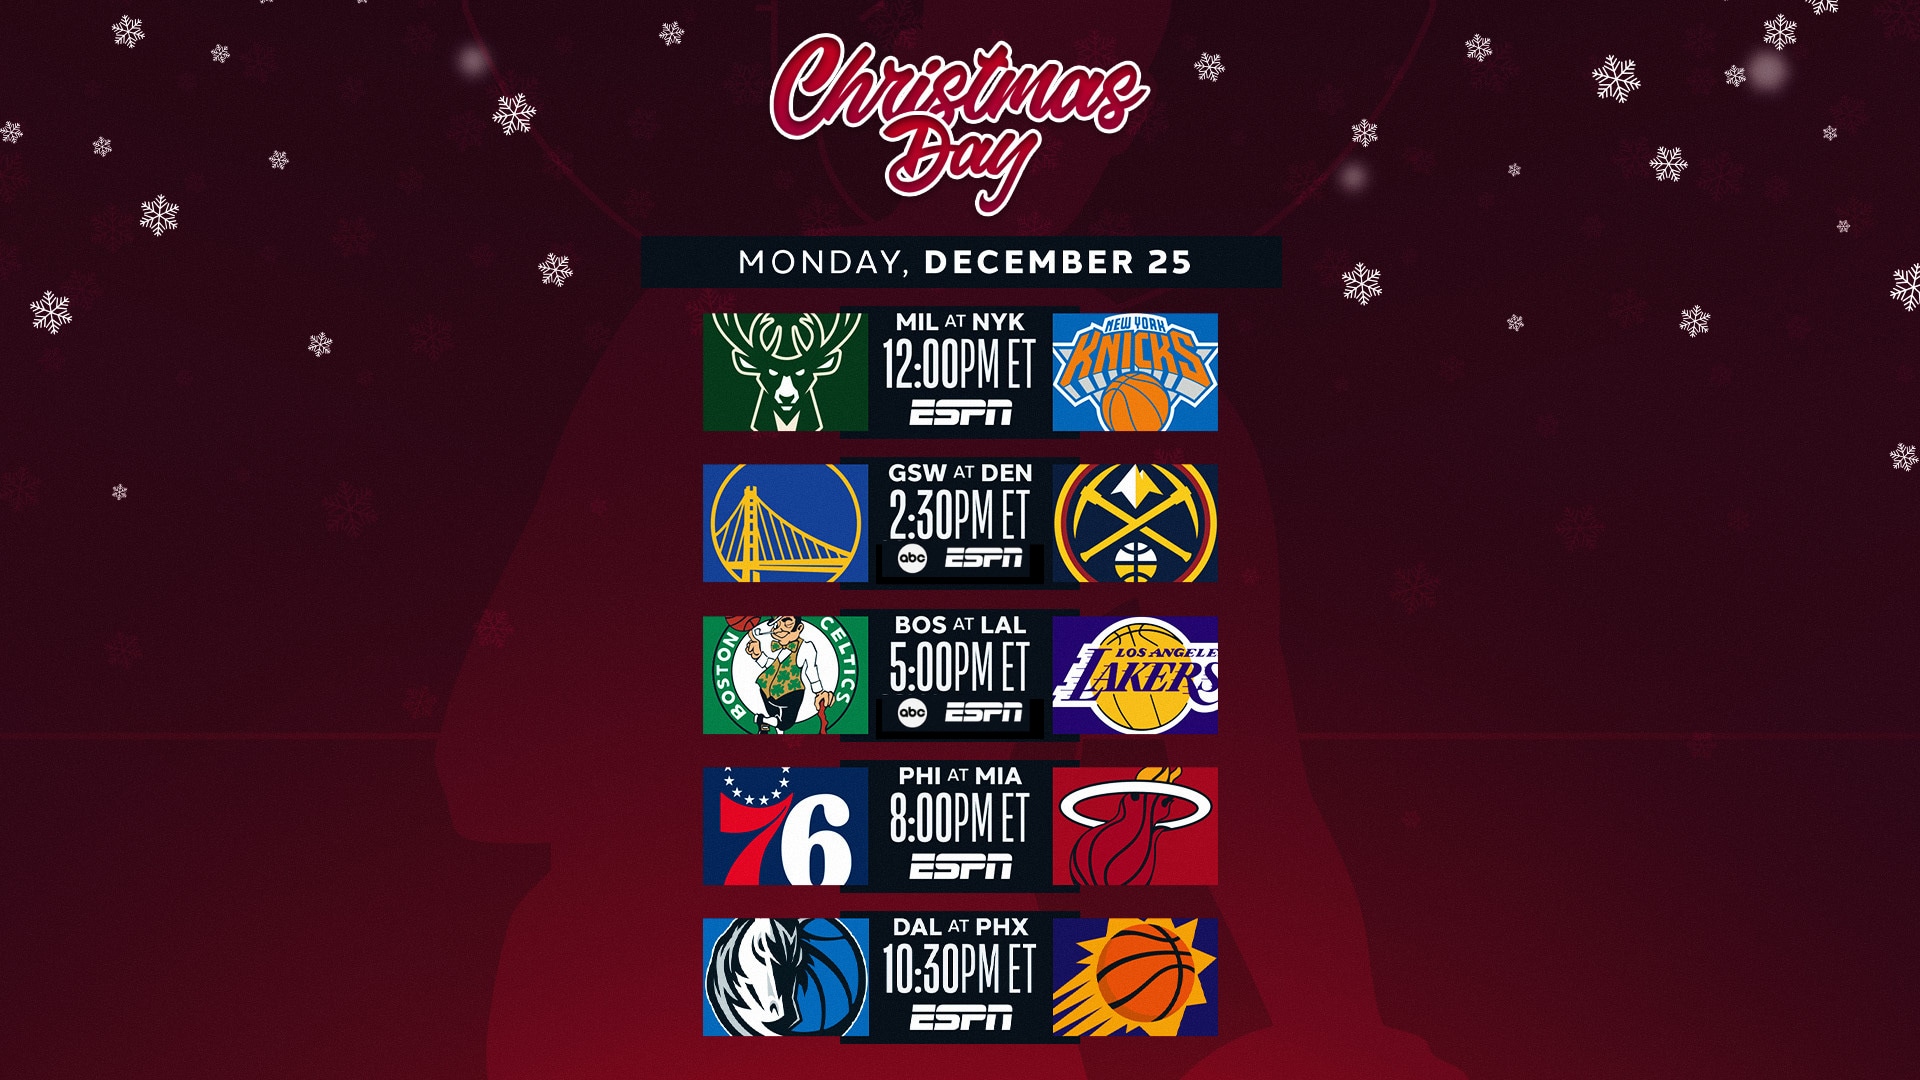 Christmas
Day
MONDAY, DECEMBER 25
MIL AT NYK
12:00PM ET
ESPN
NEW YORK
KNICKS
GSW AT DEN
2:30PM ET
abc ESPN
BOSTON CELTICS
BOS AT LAL
5:00PM ET
abc ESPN
LOS ANGELE
LAKERS
76
PHI AT MIA
8:00PM ET
ESPN
DAL AT PHX
10:30PM ET
ESPN